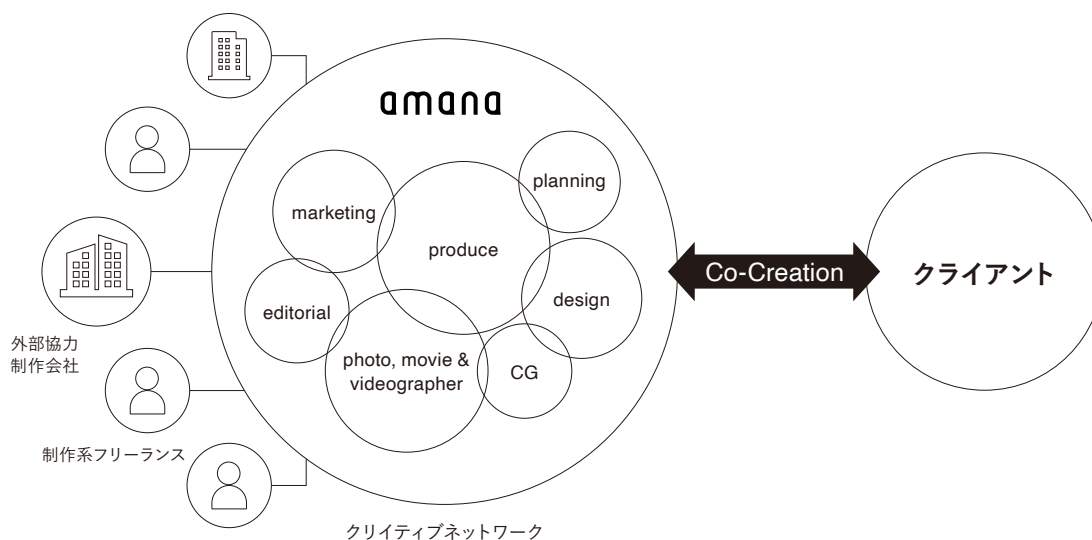 amana
planning
marketing
produce
editorial
design
photo, movie &
videographer
CG
Co-Creation
クライアント
外部協力
制作会社
制作系フリーランス
クリイティブネットワーク